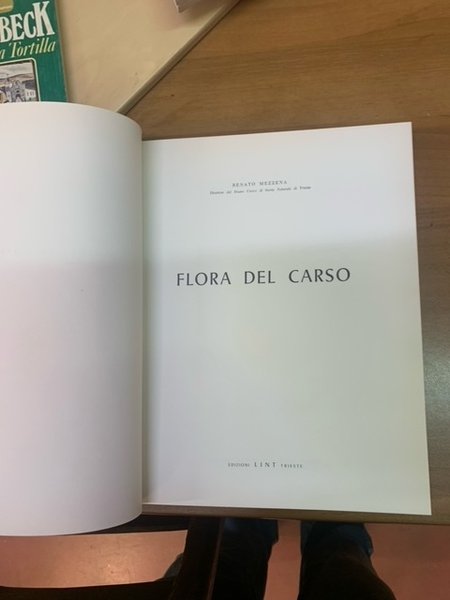 BECK
a Tortilla
RENATO MEZZENA
Direttore del Museo Civico di Storia Naturale di Trieste
FLORA DEL CARSO
EDIZIONI LINT TRIESTE